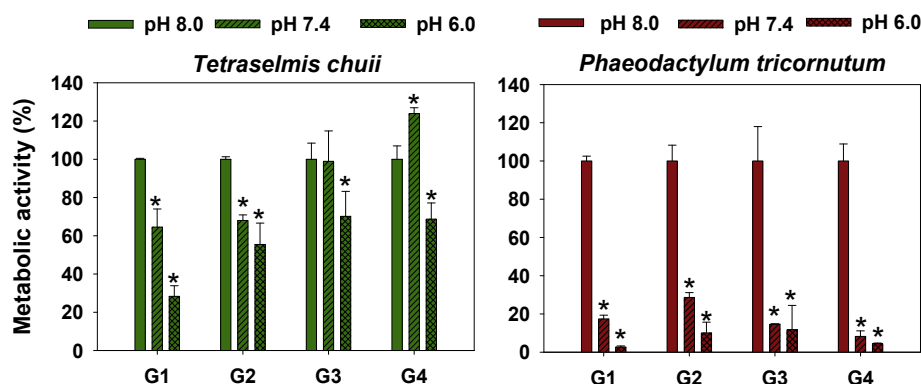 pH 8.0 pH 7.4 pH 6.0
Tetraselmis chuii
Metabolic activity (%)
140
120
100
80
60
40
20
0
* * * * * * *
G1 G2 G3 G4
pH 8.0 pH 7.4 pH 6.0
Phaeodactylum tricornutum
140
120
100
80
60
40
20
0
* * * * * * * *
G1 G2 G3 G4